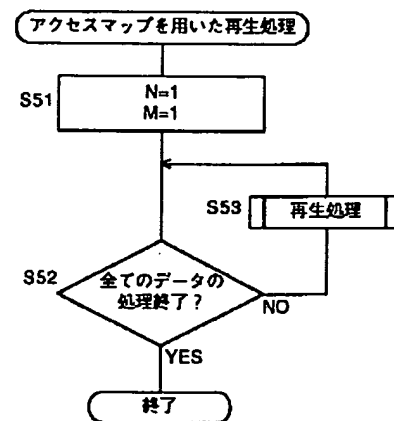 アクセスマップを用いた再生処理
S51
N=1
M=1
S53
再生処理
S52
全てのデータの
処理終了?
NO
YES
終了